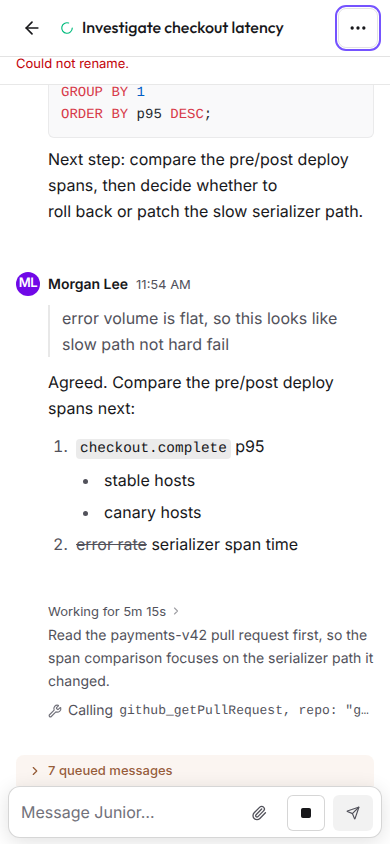 Investigate checkout latency
Could not rename.
GROUP BY 1
ORDER BY p95 DESC;
Next step: compare the pre/post deploy
spans, then decide whether to
roll back or patch the slow serializer path.
ML Morgan Lee 11:54 AM
error volume is flat, so this looks like
slow path not hard fail
Agreed. Compare the pre/post deploy
spans next:
1. checkout.complete p95
• stable hosts
• canary hosts
2. error rate serializer span time
Working for 5m 15s
Read the payments-v42 pull request first, so the
span comparison focuses on the serializer path it
changed.
Calling github_getPullRequest, repo: "g…
7 queued messages
Message Junior...